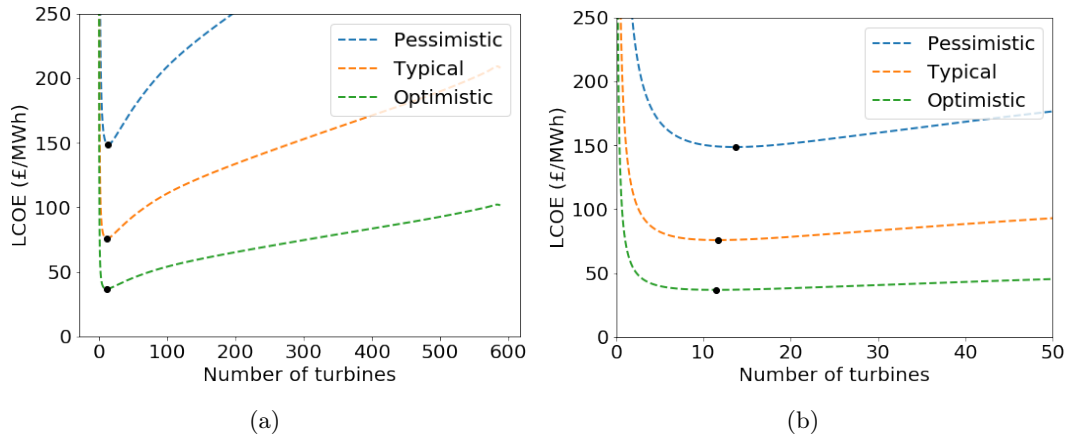 250
200
150
100
50
0
LCOE (£/MWh)
Pessimistic
Typical
Optimistic
0 100 200 300 400 500 600
Number of turbines
(a)
250
200
150
100
50
0
LCOE (£/MWh)
Pessimistic
Typical
Optimistic
0 10 20 30 40 50
Number of turbines
(b)